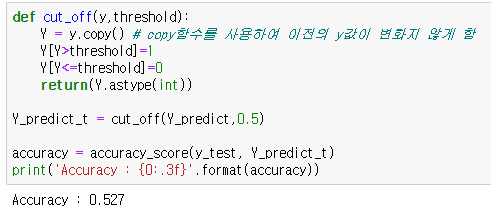 def cut_off(y,threshold):
    Y = y.copy() # copy함수를 사용하여 이전의 y값이 변화지 않게 함
    Y[Y>threshold]=1
    Y[Y<=threshold]=0
    return(Y.astype(int))
Y_predict_t = cut_off(Y_predict,0.5)
accuracy = accuracy_score(y_test, Y_predict_t)
print('Accuracy : {0:.3f}'.format(accuracy))
Accuracy : 0.527